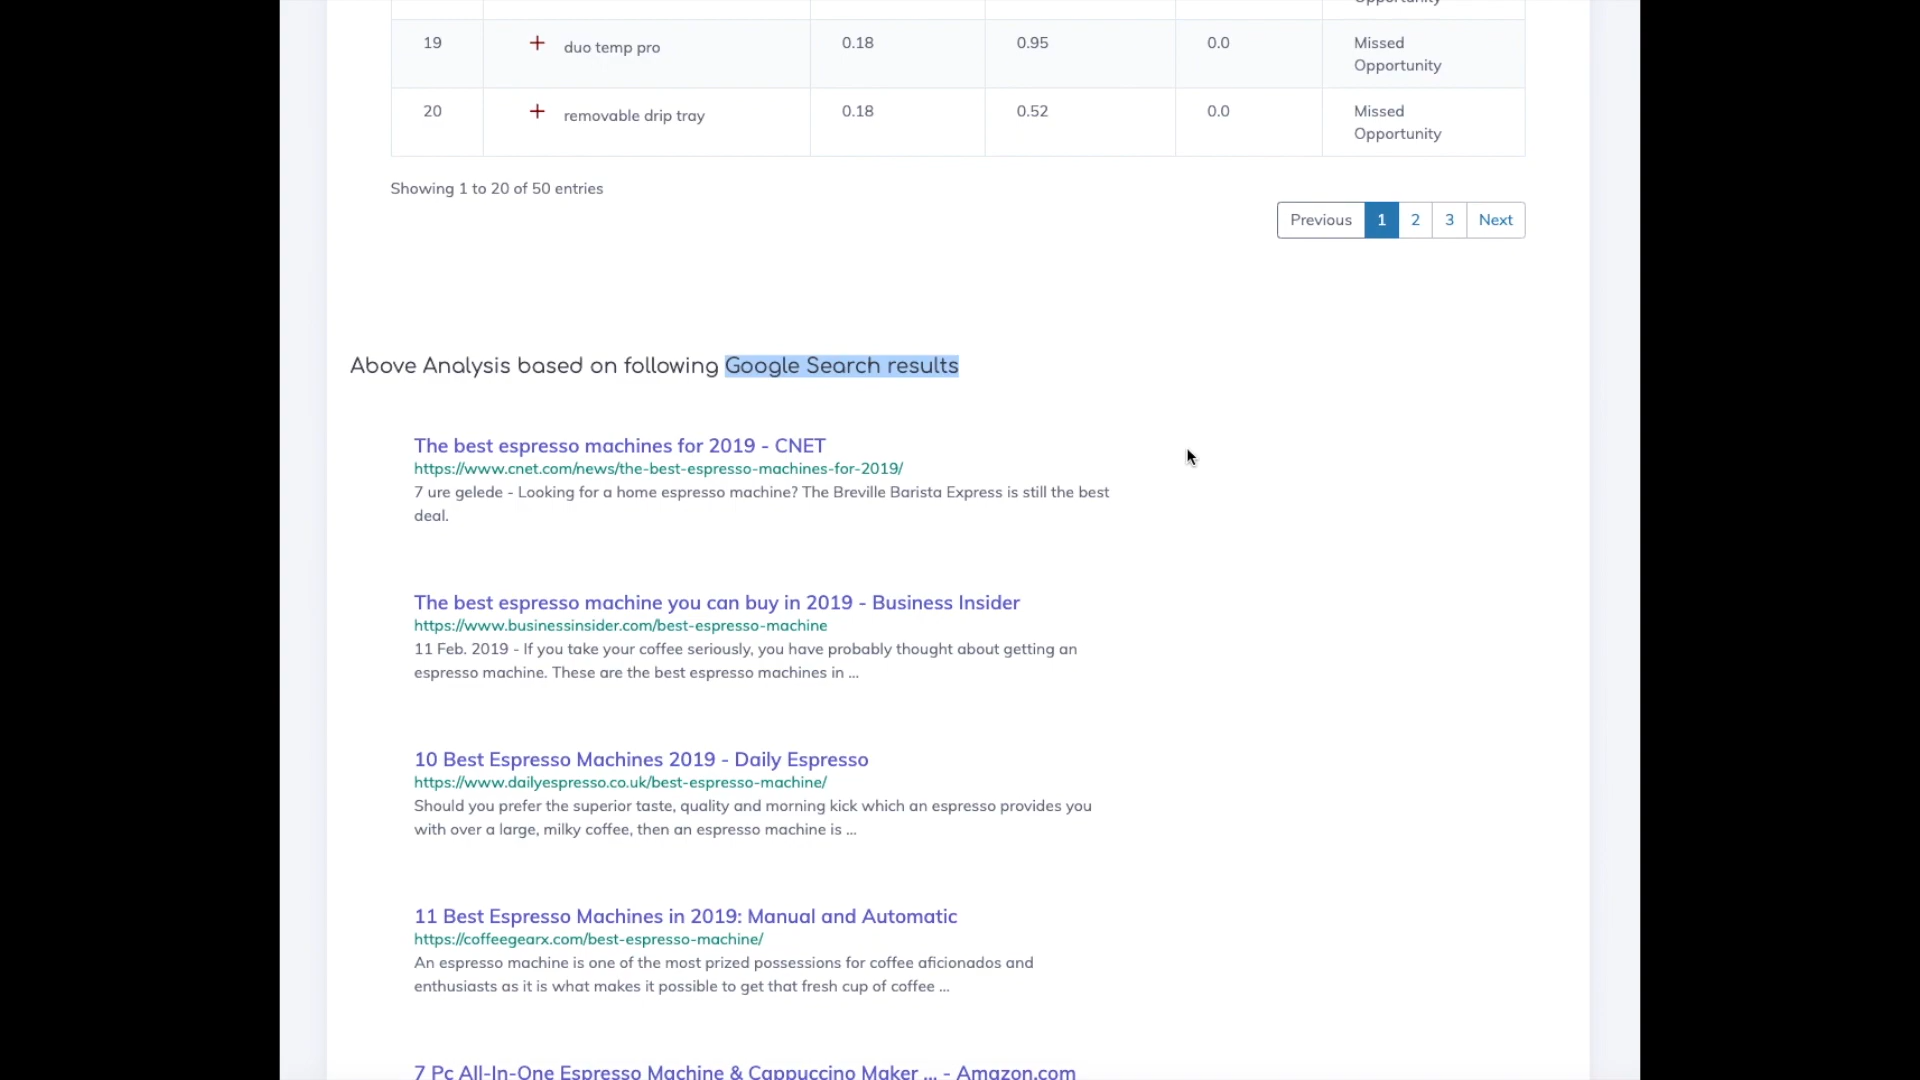 Opportunity
19 + duo temp pro 0.18 0.95 0.0 Missed
Opportunity
20 + removable drip tray 0.18 0.52 0.0 Missed
Opportunity
Showing 1 to 20 of 50 entries
Previous 1 2 3 Next
Above Analysis based on following Google Search results
The best espresso machines for 2019 - CNET
https://www.cnet.com/news/the-best-espresso-machines-for-2019/
7 ure gelede - Looking for a home espresso machine? The Breville Barista Express is still the best
deal.
The best espresso machine you can buy in 2019 - Business Insider
https://www.businessinsider.com/best-espresso-machine
11 Feb. 2019 - If you take your coffee seriously, you have probably thought about getting an
espresso machine. These are the best espresso machines in ...
10 Best Espresso Machines 2019 - Daily Espresso
https://www.dailyespresso.co.uk/best-espresso-machine/
Should you prefer the superior taste, quality and morning kick which an espresso provides you
with over a large, milky coffee, then an espresso machine is ...
11 Best Espresso Machines in 2019: Manual and Automatic
https://coffeegearx.com/best-espresso-machine/
An espresso machine is one of the most prized possessions for coffee aficionados and
enthusiasts as it is what makes it possible to get that fresh cup of coffee ...
7 Pc All-In-One Espresso Machine & Cappuccino Maker ... - Amazon.com